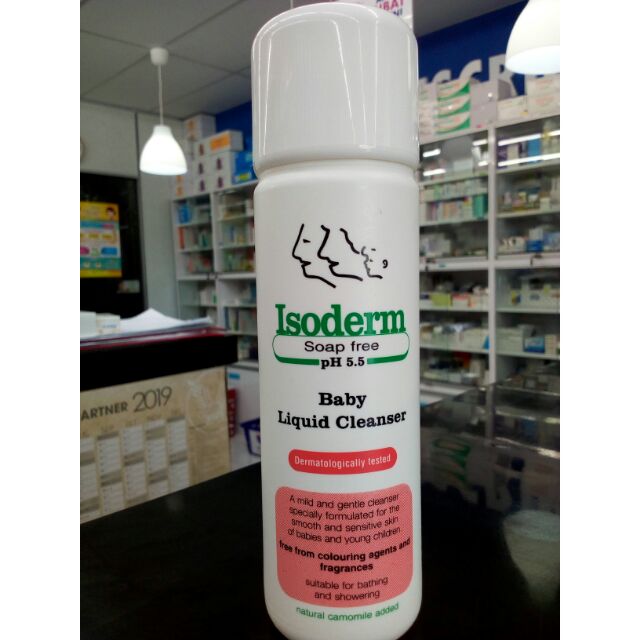 Isoderm
Soap free
pH 5.5
Baby
Liquid Cleanser
Dermatologically tested
A mild and gentle cleanser
specially formulated for the
smooth and sensitive skin
of babies and young children.
free from colouring agents and
fragrances
suitable for bathing
and showering
natural camomile added
ARTNER 2019